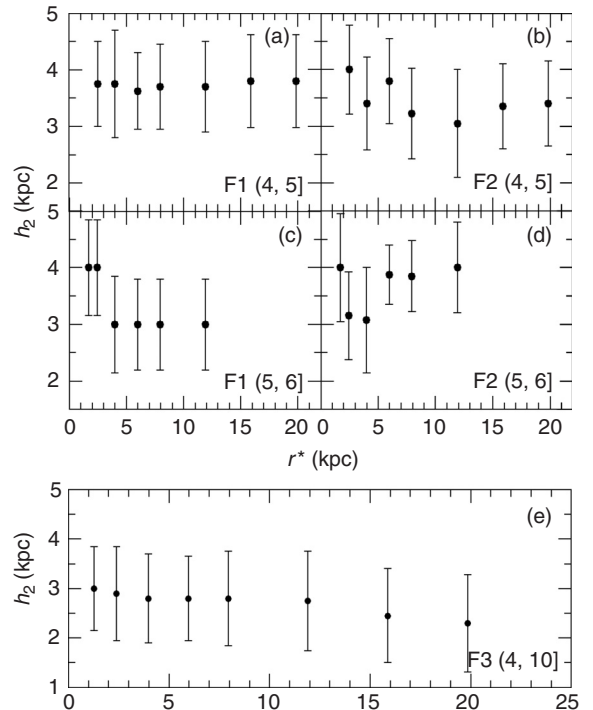 (a)
(b)
5
4
3
2
F1 (4, 5]
F2 (4, 5]
h₂ (kpc)
5
(c)
(d)
4
3
2
F1 (5, 6]
F2 (5, 6]
0 5 10 15 20 0 5 10 15 20
r* (kpc)
5
(e)
4
h₂ (kpc)
3
2
F3 (4, 10]
1
0 5 10 15 20 25